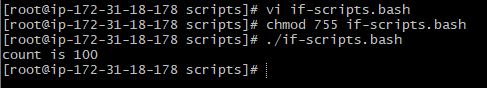 [root@ip-172-31-18-178 scripts]# vi if-scripts.bash
[root@ip-172-31-18-178 scripts]# chmod 755 if-scripts.bash
[root@ip-172-31-18-178 scripts]# ./if-scripts.bash
count is 100
[root@ip-172-31-18-178 scripts]#